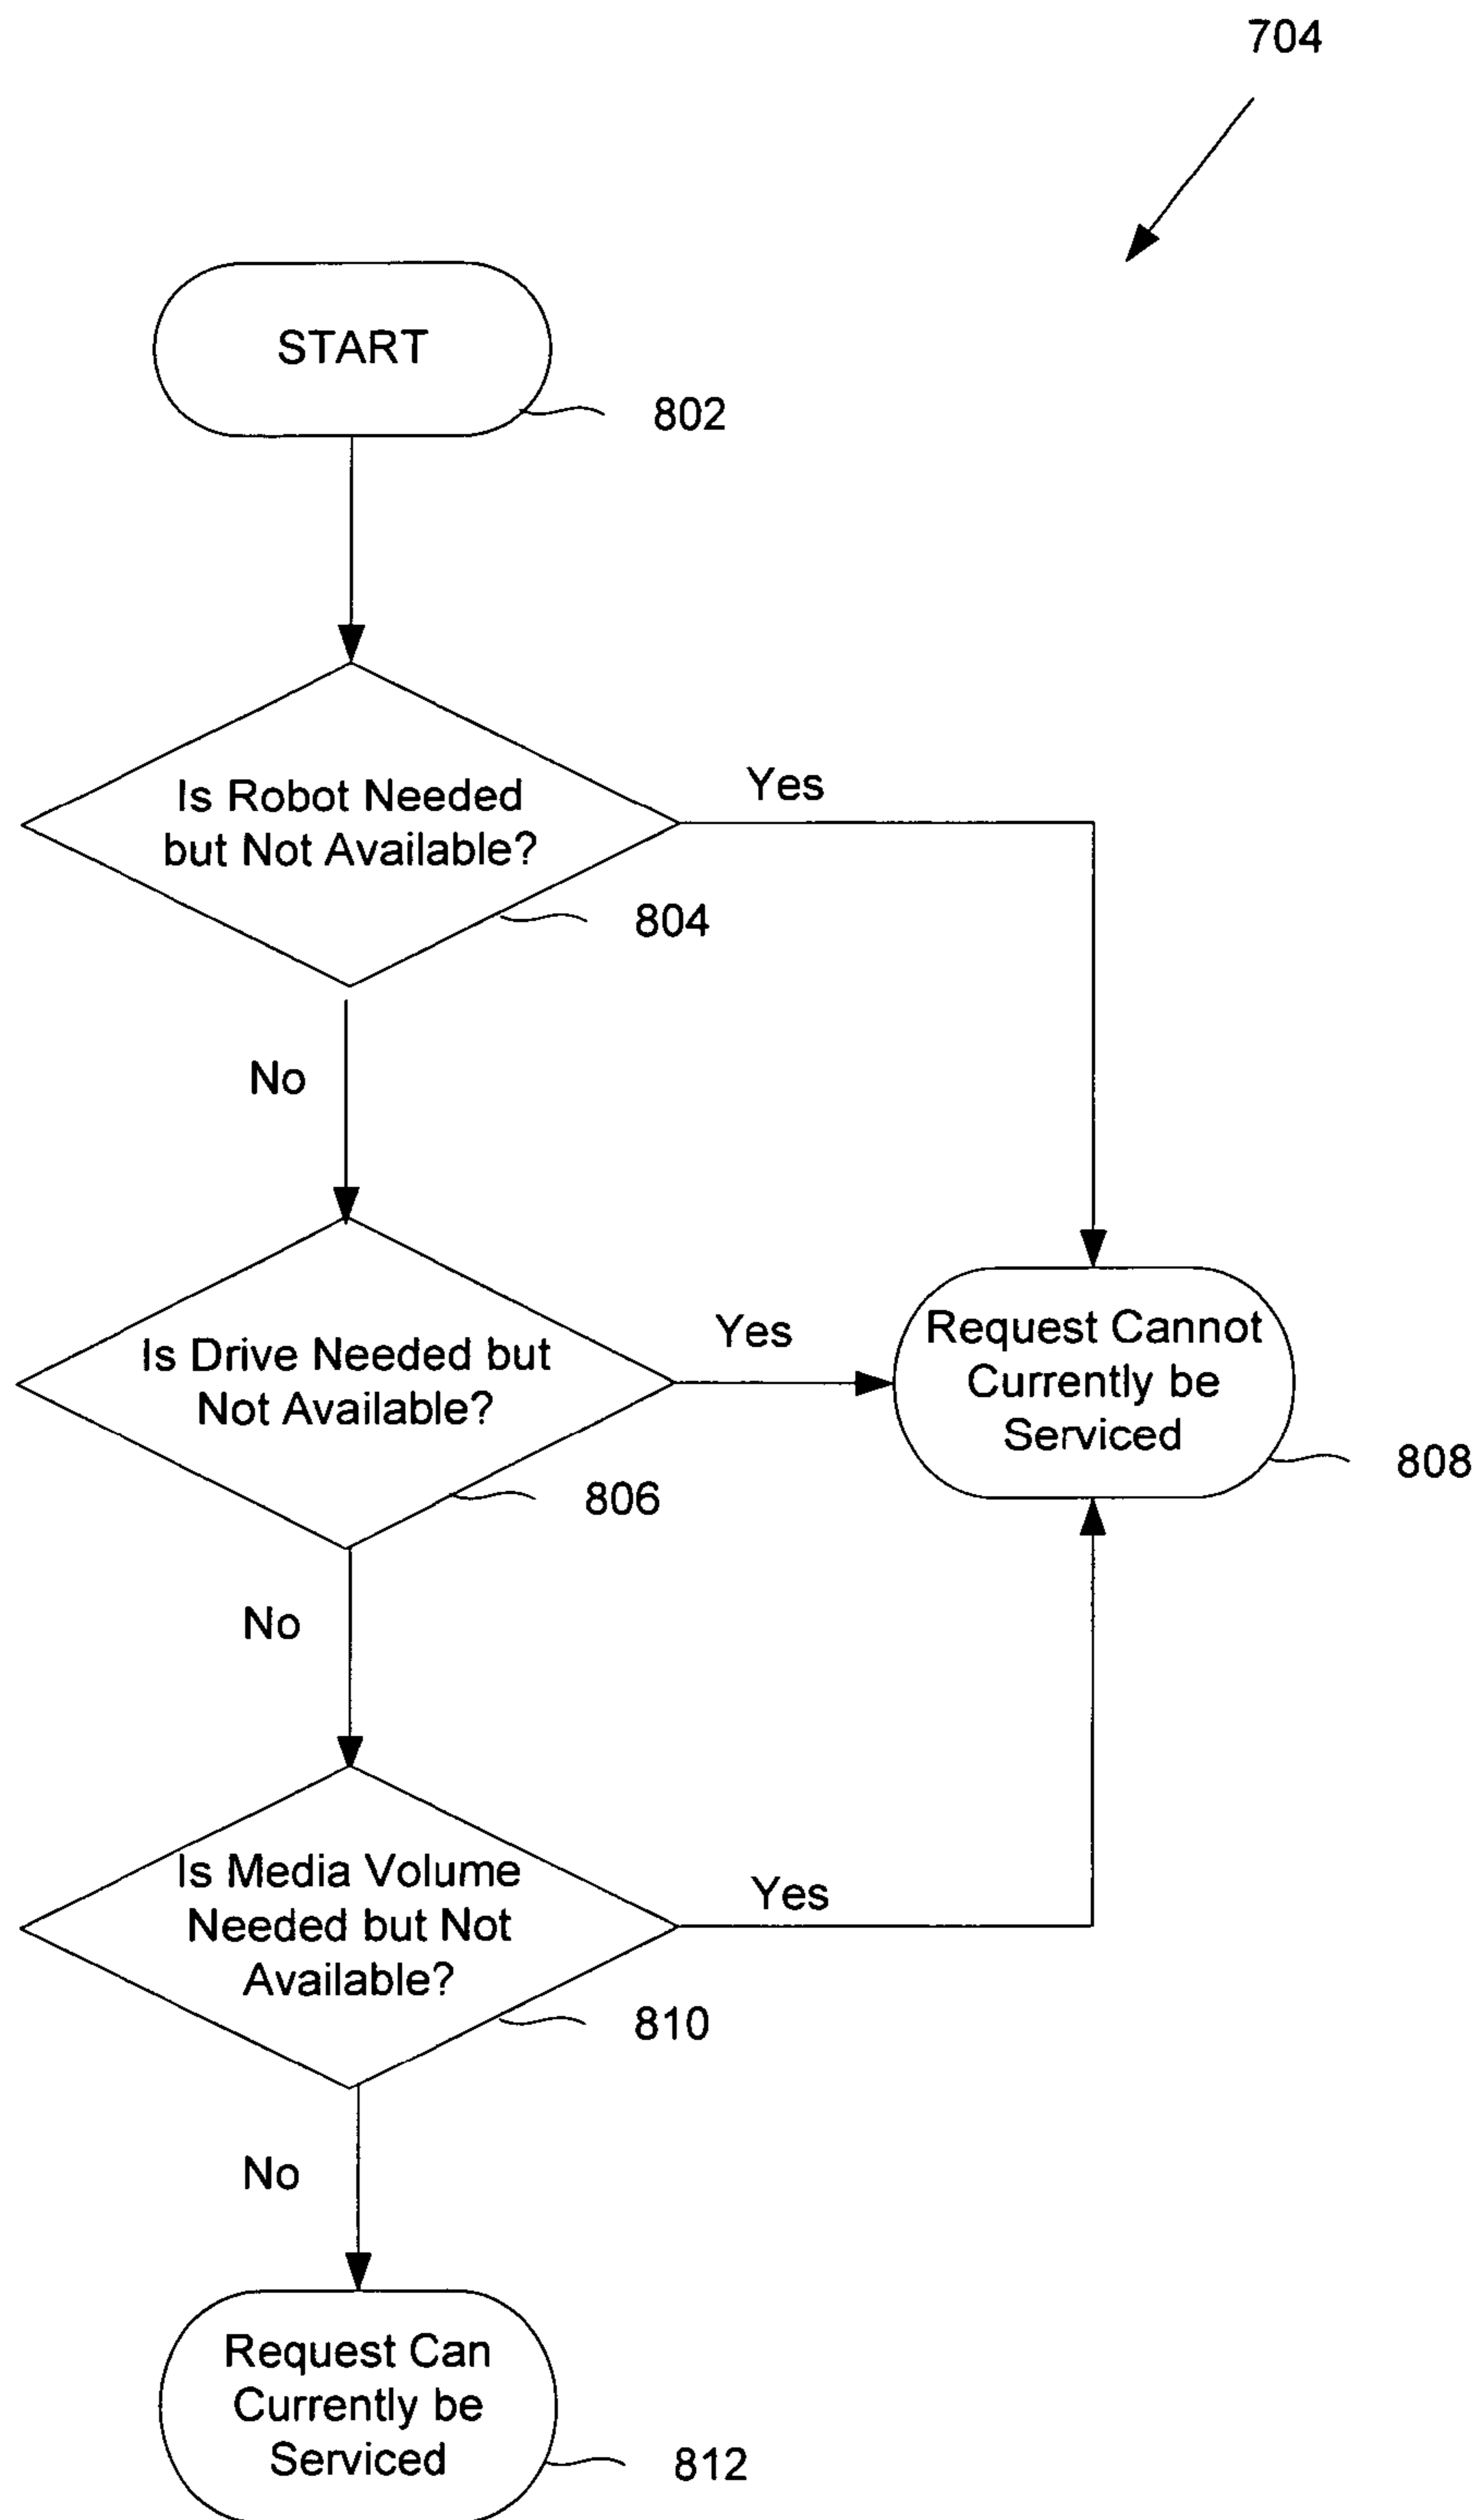 704
START
802
Is Robot Needed
but Not Available?
Yes
804
No
Is Drive Needed but
Not Available?
Yes
806
Request Cannot
Currently be
Serviced
808
No
Is Media Volume
Needed but Not
Available?
Yes
810
No
Request Can
Currently be
Serviced
812